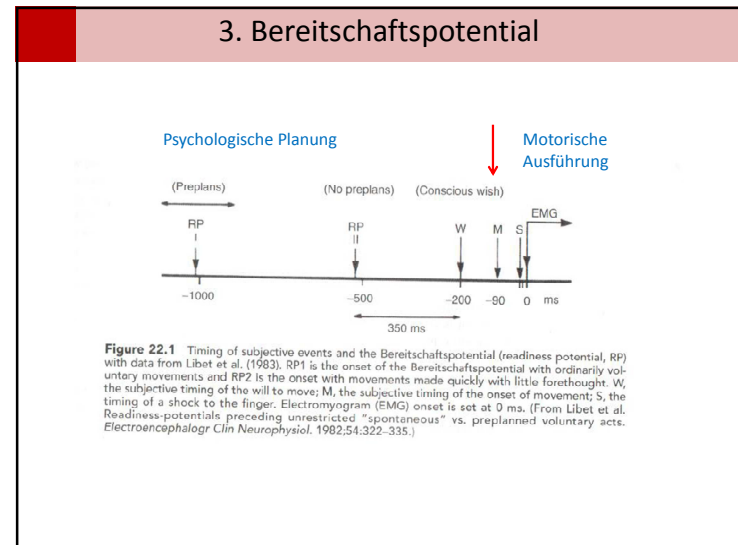 3. Bereitschaftspotential
Psychologische Planung
Motorische
Ausführung
(Preplans)
(No preplans)
(Conscious wish)
EMG
RP
I
RP
II
W
M
S
–1000
–500
–200
–90
0
ms
350 ms
Figure 22.1 Timing of subjective events and the Bereitschaftspotential (readiness potential, RP)
with data from Libet et al. (1983). RP1 is the onset of the Bereitschaftspotential with ordinarily vol-
untary movements and RP2 is the onset with movements made quickly with little forethought. W,
the subjective timing of the will to move; M, the subjective timing of the onset of movement; S, the
timing of a shock to the finger. Electromyogram (EMG) onset is set at 0 ms. (From Libet et al.
Readiness-potentials preceding unrestricted "spontaneous" vs. preplanned voluntary acts.
Electroencephalogr Clin Neurophysiol. 1982;54:322–335.)